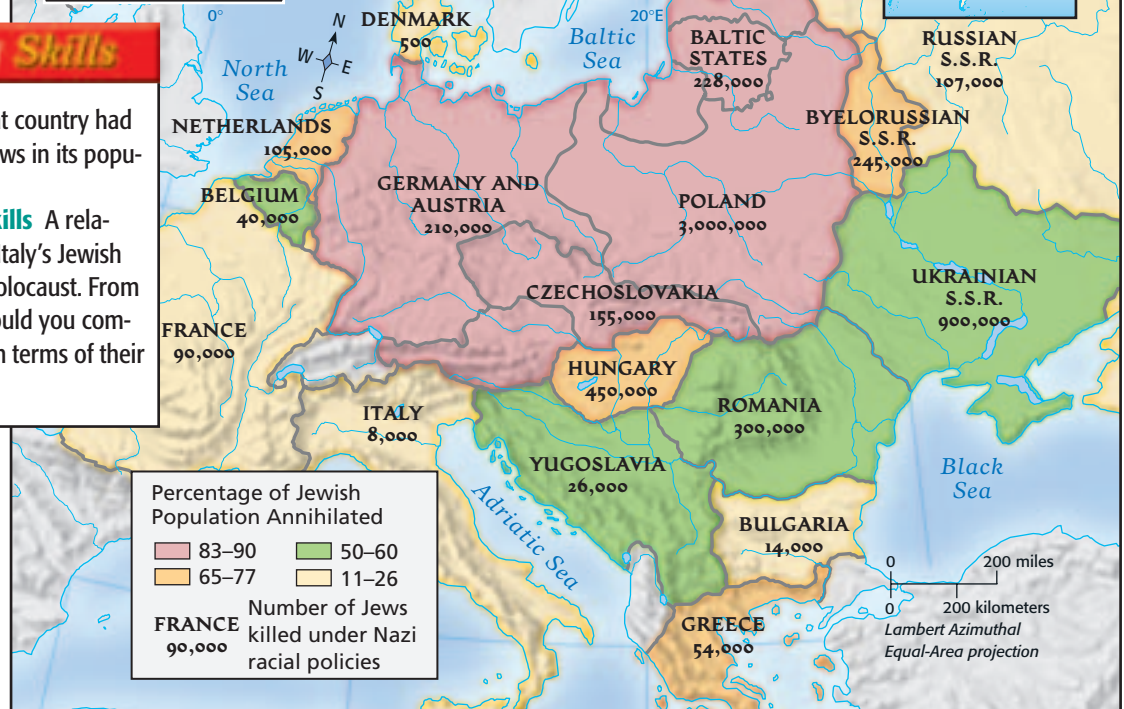 Skills
at country had
ws in its popu-
kills A rela-
Italy's Jewish
olocaust. From
ould you com-
n terms of their
0°
20°E
N
W
E
S
North
Sea
Baltic
Sea
DENMARK
500
BALTIC
STATES
228,000
RUSSIAN
S.S.R.
107,000
NETHERLANDS
105,000
BYELORUSSIAN
S.S.R.
245,000
BELGIUM
40,000
GERMANY AND
AUSTRIA
210,000
POLAND
3,000,000
UKRAINIAN
S.S.R.
900,000
CZECHOSLOVAKIA
155,000
FRANCE
90,000
HUNGARY
450,000
ITALY
8,000
ROMANIA
300,000
YUGOSLAVIA
26,000
Black
Sea
Adriatic Sea
BULGARIA
14,000
GREECE
54,000
Percentage of Jewish
Population Annihilated
83–90
50–60
65–77
11–26
FRANCE
90,000
Number of Jews
killed under Nazi
racial policies
0
200 miles
0
200 kilometers
Lambert Azimuthal
Equal-Area projection